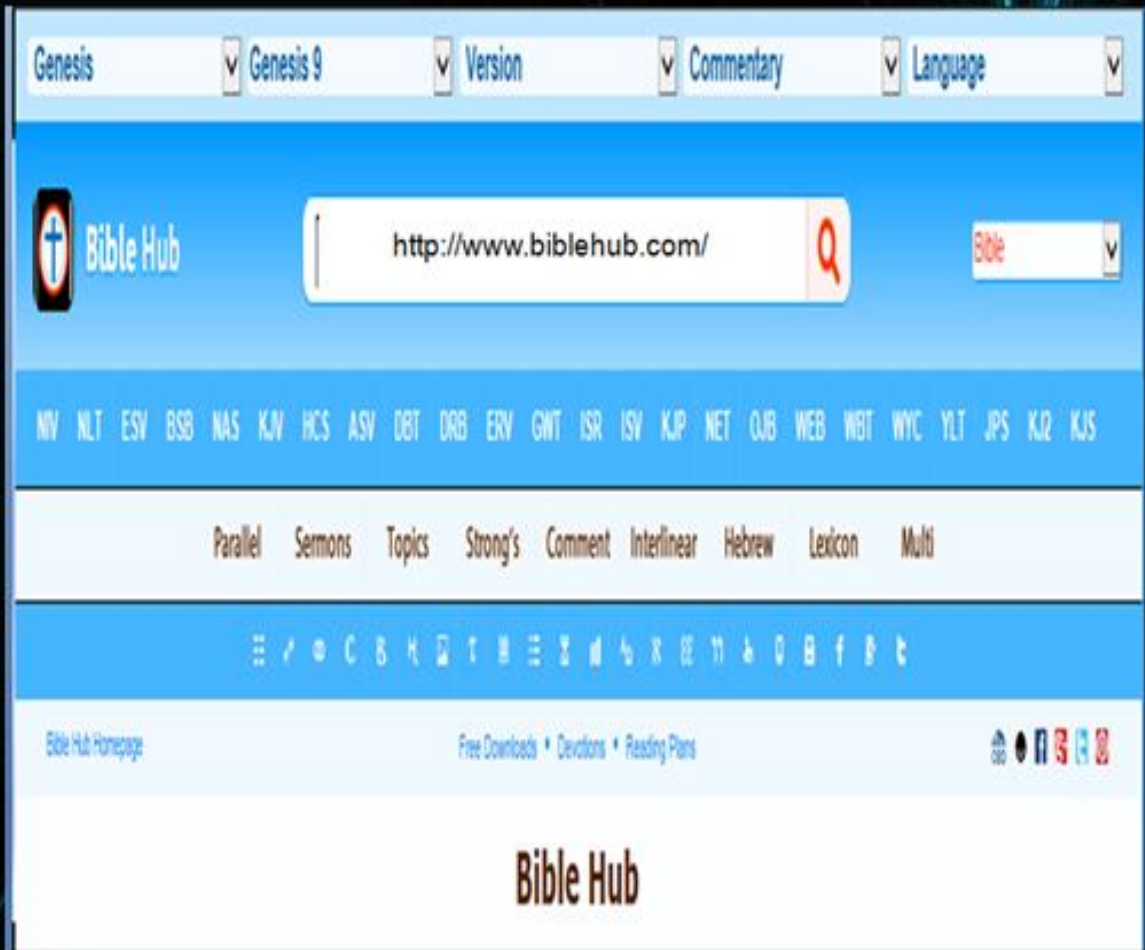 Genesis Genesis 9 Version Commentary Language
Bible Hub http://www.biblehub.com/ Bible
NIV NLT ESV BSB NAS KJV HCS ASV DBT DRB ERV GWT ISR ISV KJP NET OJB WEB WBT WYC YLT JPS KJ2 KJS
Parallel Sermons Topics Strong's Comment Interlinear Hebrew Lexicon Multi
Bible Hub Homepage Free Downloads • Devotions • Reading Plans
Bible Hub